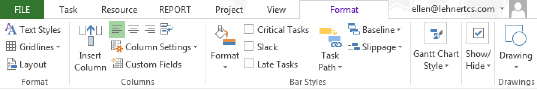 FILE Task Resource REPORT Project View Format ellen@lehnertcs.com
Text Styles
Gridlines
Layout
Format
Insert
Column
Column Settings
Custom Fields
Columns
Format
Critical Tasks
Slack
Late Tasks
Task
Path
Baseline
Slippage
Bar Styles
Gantt Chart
Style
Show/
Hide
Drawing
Drawings